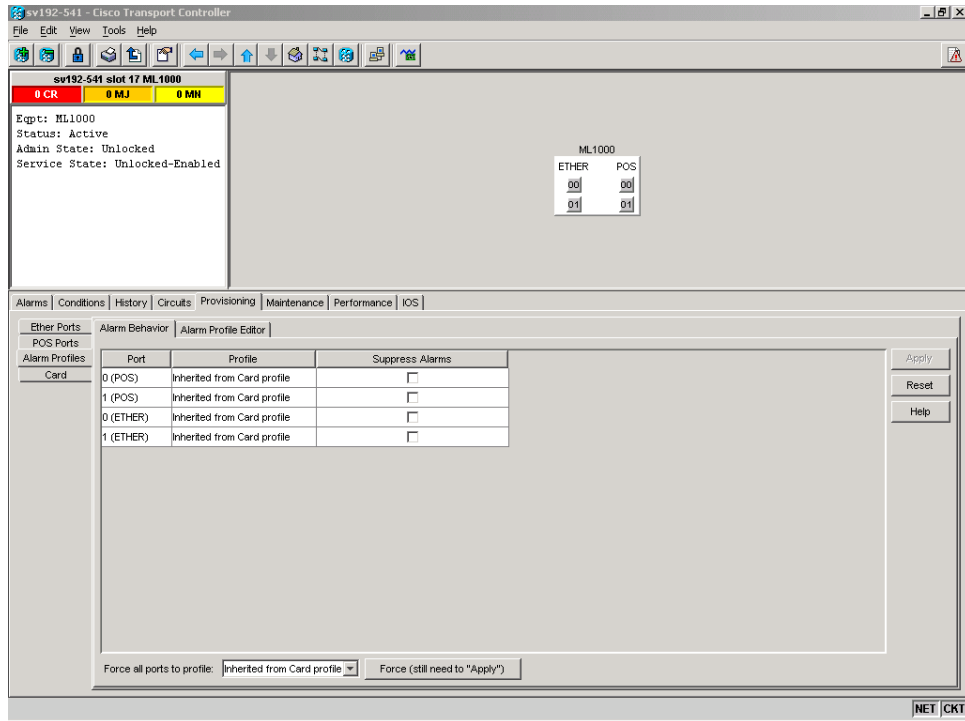 sv192-541 - Cisco Transport Controller
File Edit View Tools Help
sv192-541 slot 17 ML1000
0 CR 0 MJ 0 MN
Eqpt: ML1000
Status: Active
Admin State: Unlocked
Service State: Unlocked-Enabled
ML1000
ETHER POS
00 00
01 01
Alarms Conditions History Circuits Provisioning Maintenance Performance IOS
Ether Ports
POS Ports
Alarm Profiles
Card
Alarm Behavior Alarm Profile Editor
Port Profile Suppress Alarms
0 (POS) Inherited from Card profile
1 (POS) Inherited from Card profile
0 (ETHER) Inherited from Card profile
1 (ETHER) Inherited from Card profile
Apply
Reset
Help
Force all ports to profile: Inherited from Card profile Force (still need to "Apply")
NET CKT